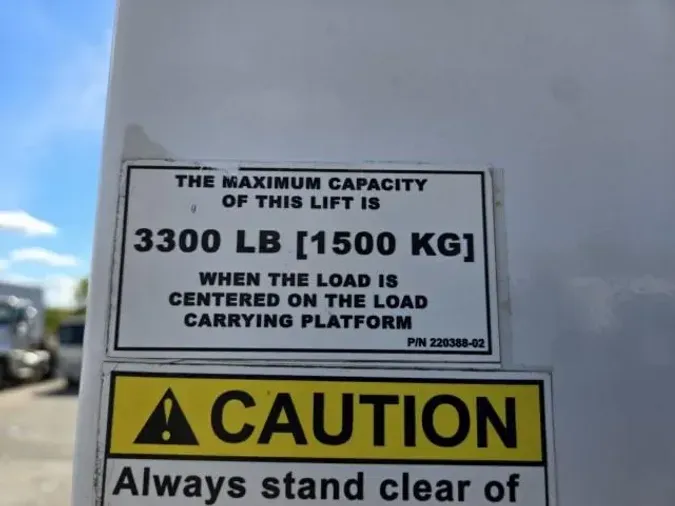 THE MAXIMUM CAPACITY
OF THIS LIFT IS
3300 LB [1500 KG]
WHEN THE LOAD IS
CENTERED ON THE LOAD
CARRYING PLATFORM
P/N 220388-02
CAUTION
Always stand clear of